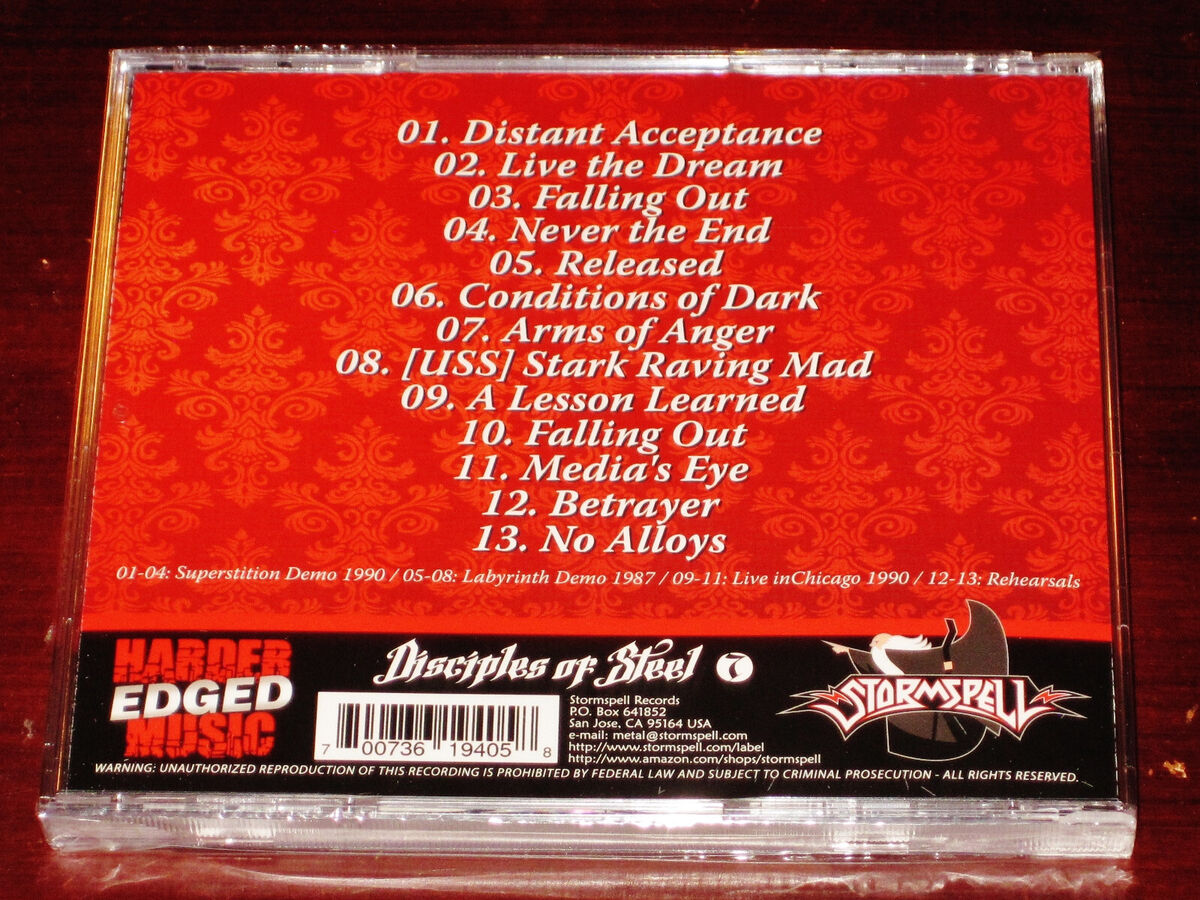 01. Distant Acceptance
02. Live the Dream
03. Falling Out
04. Never the End
05. Released
06. Conditions of Dark
07. Arms of Anger
08. [USS] Stark Raving Mad
09. A Lesson Learned
10. Falling Out
11. Media's Eye
12. Betrayer
13. No Alloys
01-04: Superstition Demo 1990 / 05-08: Labyrinth Demo 1987 / 09-11: Live inChicago 1990 / 12-13: Rehearsals
HARDER
EDGED
MUSIC
Disciples of Steel 7
7 00736 19405 8
Stormspell Records
P.O. Box 641852
San Jose, CA 95164 USA
e-mail: metal@stormspell.com
http://www.stormspell.com/label
http://www.amazon.com/shops/stormspell
STORMSPELL
WARNING: UNAUTHORIZED REPRODUCTION OF THIS RECORDING IS PROHIBITED BY FEDERAL LAW AND SUBJECT TO CRIMINAL PROSECUTION - ALL RIGHTS RESERVED.